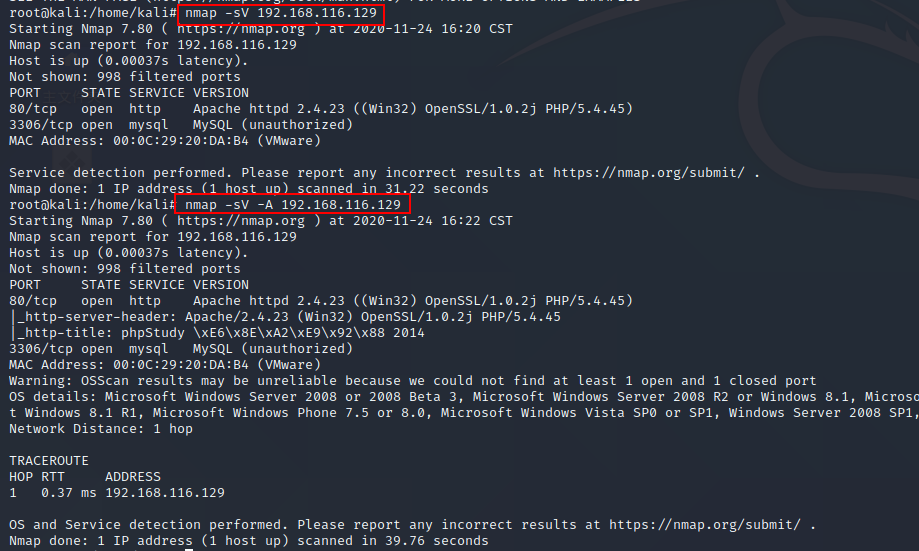 root@kali:/home/kali# nmap -sV 192.168.116.129
Starting Nmap 7.80 ( https://nmap.org ) at 2020-11-24 16:20 CST
Nmap scan report for 192.168.116.129
Host is up (0.00037s latency).
Not shown: 998 filtered ports
PORT     STATE SERVICE VERSION
80/tcp   open  http    Apache httpd 2.4.23 ((Win32) OpenSSL/1.0.2j PHP/5.4.45)
3306/tcp open  mysql   MySQL (unauthorized)
MAC Address: 00:0C:29:20:DA:B4 (VMware)
Service detection performed. Please report any incorrect results at https://nmap.org/submit/ .
Nmap done: 1 IP address (1 host up) scanned in 31.22 seconds
root@kali:/home/kali# nmap -sV -A 192.168.116.129
Starting Nmap 7.80 ( https://nmap.org ) at 2020-11-24 16:22 CST
Nmap scan report for 192.168.116.129
Host is up (0.00037s latency).
Not shown: 998 filtered ports
PORT     STATE SERVICE VERSION
80/tcp   open  http    Apache httpd 2.4.23 ((Win32) OpenSSL/1.0.2j PHP/5.4.45)
|_http-server-header: Apache/2.4.23 (Win32) OpenSSL/1.0.2j PHP/5.4.45
|_http-title: phpStudy \xE6\x8E\xA2\xE9\x92\x88 2014
3306/tcp open  mysql   MySQL (unauthorized)
MAC Address: 00:0C:29:20:DA:B4 (VMware)
Warning: OSScan results may be unreliable because we could not find at least 1 open and 1 closed port
OS details: Microsoft Windows Server 2008 or 2008 Beta 3, Microsoft Windows Server 2008 R2 or Windows 8.1, Micros
t Windows 8.1 R1, Microsoft Windows Phone 7.5 or 8.0, Microsoft Windows Vista SP0 or SP1, Windows Server 2008 SP1,
Network Distance: 1 hop
TRACEROUTE
HOP RTT     ADDRESS
1   0.37 ms 192.168.116.129
OS and Service detection performed. Please report any incorrect results at https://nmap.org/submit/ .
Nmap done: 1 IP address (1 host up) scanned in 39.76 seconds